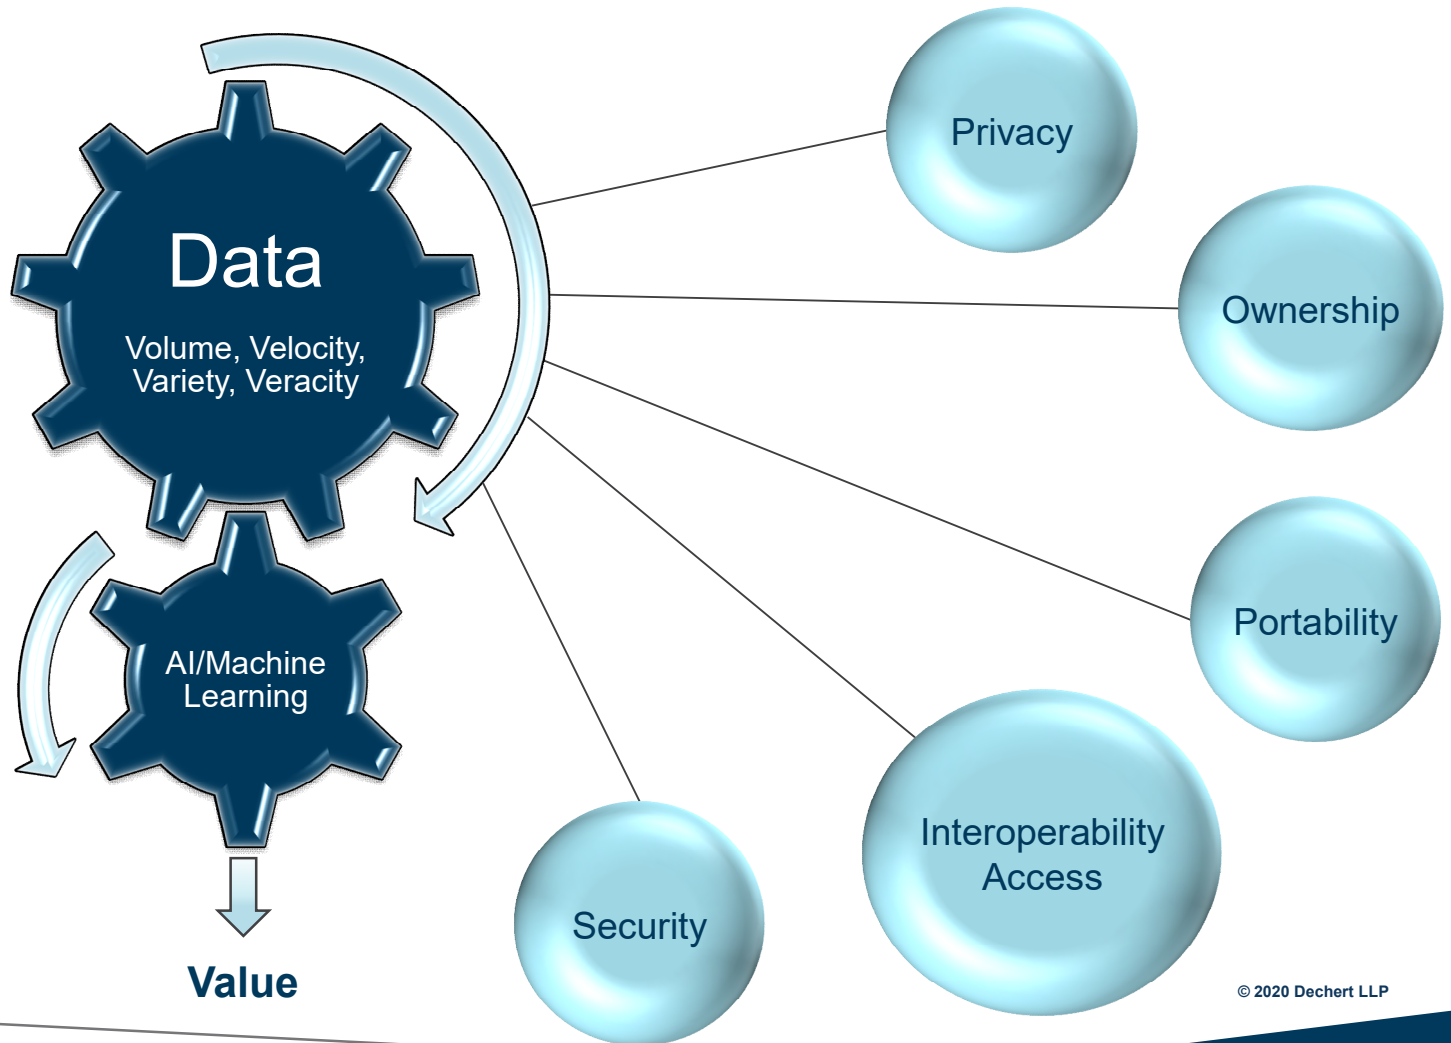 Data
Volume, Velocity,
Variety, Veracity
AI/Machine
Learning
Value
Privacy
Ownership
Portability
Interoperability
Access
Security
© 2020 Dechert LLP